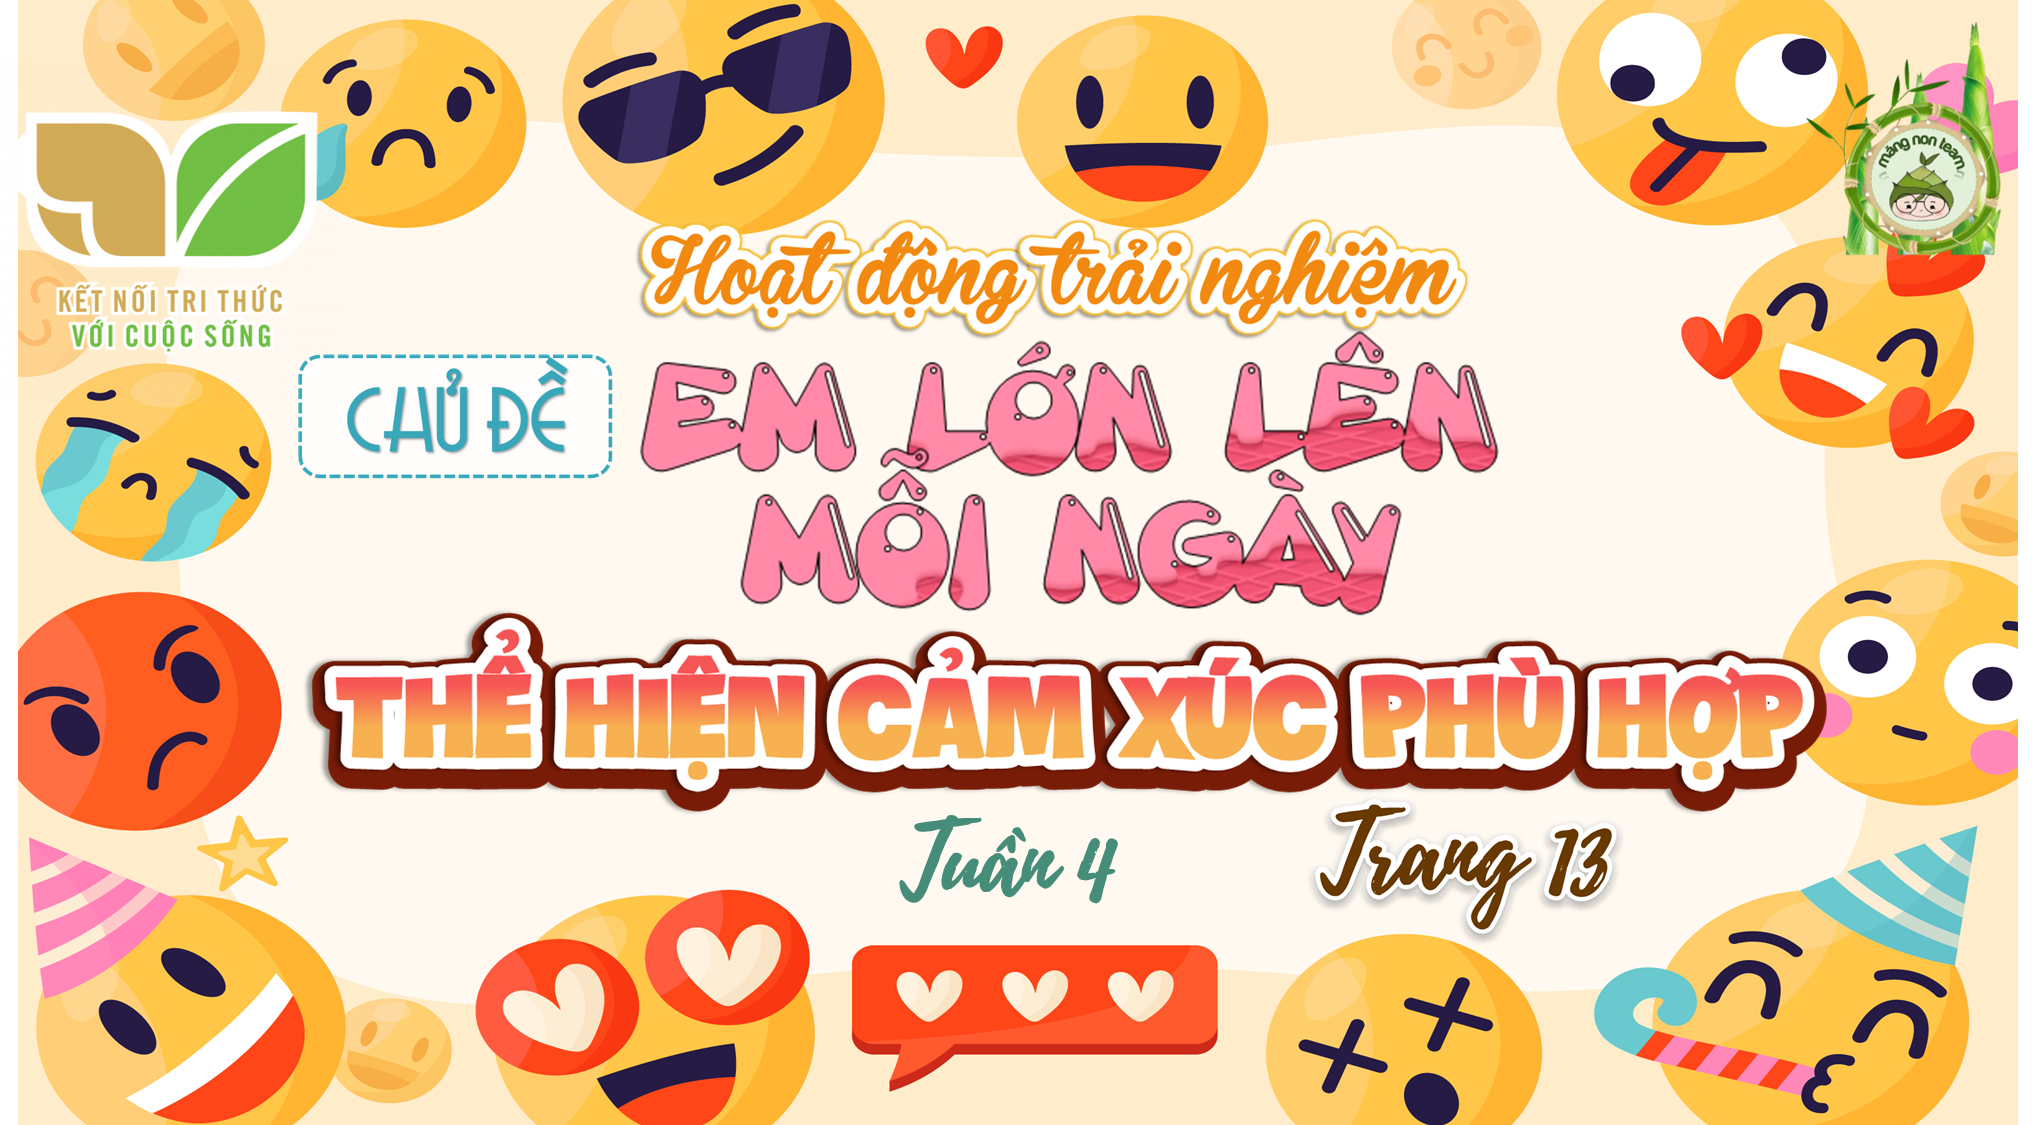 măng non team
KẾT NỐI TRI THỨC
VỚI CUỘC SỐNG
Hoạt động trải nghiệm
CHỦ ĐỀ
EM LỚN LÊN
MỖI NGÀY
THỂ HIỆN CẢM XÚC PHÙ HỢP
Tuần 4
Trang 13